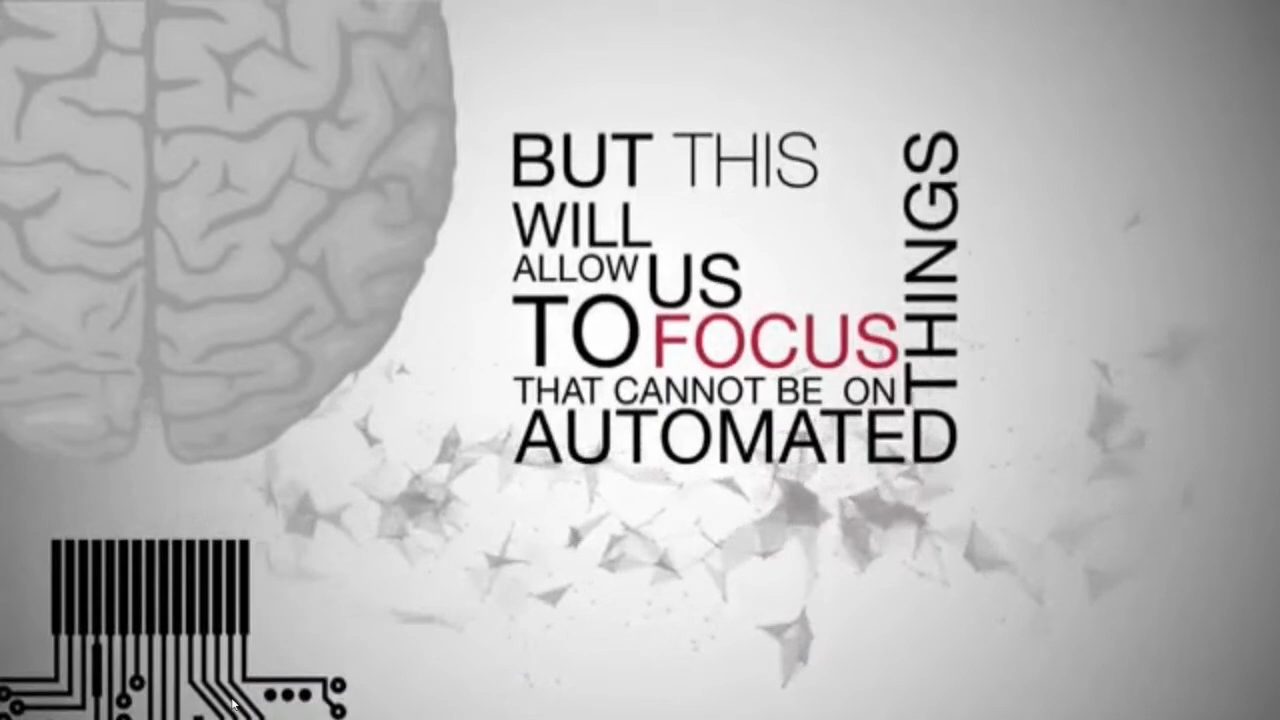 BUT THIS
WILL
ALLOW US
TO FOCUS
THAT CANNOT BE ON
THINGS
AUTOMATED